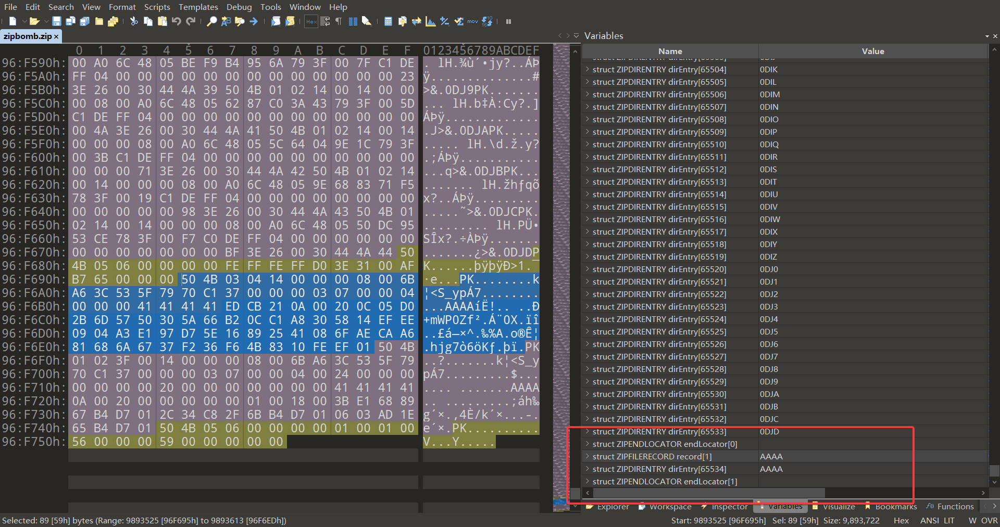 File Edit Search View Format Scripts Templates Debug Tools Window Help
zipbomb.zip ×
Variables
0 1 2 3 4 5 6 7 8 9 A B C D E F 0123456789ABCDEF
Name Value
96:F590h: 00 A0 6C 48 05 BE F9 B4 95 6A 79 3F 00 7F C1 DE . lH.¾ù´•jy?..ÁÞ
96:F5A0h: FF 04 00 00 00 00 00 00 00 00 00 00 00 00 00 23 ÿ..............#
96:F5B0h: 3E 26 00 30 44 4A 39 50 4B 01 02 14 00 14 00 00 >&.0DJ9PK.......
96:F5C0h: 00 08 00 A0 6C 48 05 62 87 C0 3A 43 79 3F 00 5D ... lH.b‡À:Cy?.]
96:F5D0h: C1 DE FF 04 00 00 00 00 00 00 00 00 00 00 00 00 ÁÞÿ.............
96:F5E0h: 00 4A 3E 26 00 30 44 4A 41 50 4B 01 02 14 00 14 .J>&.0DJAPK.....
96:F5F0h: 00 00 00 08 00 A0 6C 48 05 5C 64 04 9E 1C 79 3F ..... lH.\d.ž.y?
96:F600h: 00 3B C1 DE FF 04 00 00 00 00 00 00 00 00 00 00 .;ÁÞÿ...........
96:F610h: 00 00 00 71 3E 26 00 30 44 4A 42 50 4B 01 02 14 ...q>&.0DJBPK...
96:F620h: 00 14 00 00 00 08 00 A0 6C 48 05 9E 68 83 71 F5 ....... lH.žhƒqõ
96:F630h: 78 3F 00 19 C1 DE FF 04 00 00 00 00 00 00 00 00 x?..ÁÞÿ.........
96:F640h: 00 00 00 00 00 98 3E 26 00 30 44 4A 43 50 4B 01 .....˜>&.0DJCPK.
96:F650h: 02 14 00 14 00 00 00 08 00 A0 6C 48 05 50 DC 95 ......... lH.PÜ•
96:F660h: 53 CE 78 3F 00 F7 C0 DE FF 04 00 00 00 00 00 00 SÎx?.÷ÀÞÿ.......
96:F670h: 00 00 00 00 00 00 00 BF 3E 26 00 30 44 4A 44 50 .......¿>&.0DJDP
96:F680h: 4B 05 06 00 00 00 00 FE FF FE FF D0 3E 31 00 AF K......þÿþÿÐ>1.¯
96:F690h: B7 65 00 00 00 50 4B 03 04 14 00 00 00 08 00 6B ·e...PK........k
96:F6A0h: A6 3C 53 5F 79 70 C1 37 00 00 00 03 07 00 00 04 ¦<S_ypÁ7........
96:F6B0h: 00 00 00 41 41 41 41 ED CB 21 0A 00 20 0C 05 D0 ...AAAAíË!.. ..Ð
96:F6C0h: 2B 6D 57 50 30 5A 66 B2 0C C1 A8 30 58 14 EF EE +mWP0Zf².Á¨0X.ïî
96:F6D0h: 09 04 A3 E1 97 D7 5E 16 89 25 41 08 6F AE CA A6 ..£á—×^.‰%A.o®Ê¦
96:F6E0h: 81 68 6A 67 37 F2 36 F6 4B 83 10 FE EF 01 50 4B .hjg7ò6öKƒ.þï.PK
96:F6F0h: 01 02 3F 00 14 00 00 00 08 00 6B A6 3C 53 5F 79 ..?.......k¦<S_y
96:F700h: 70 C1 37 00 00 00 03 07 00 00 04 00 24 00 00 00 pÁ7.........$...
96:F710h: 00 00 00 00 20 00 00 00 00 00 00 00 41 41 41 41 .... .......AAAA
96:F720h: 0A 00 20 00 00 00 00 00 01 00 18 00 3B E1 68 89 .. .........;áh‰
96:F730h: 67 B4 D7 01 2C 34 C8 2F 6B B4 D7 01 06 03 AD 1E g´×.,4È/k´×...-.
96:F740h: 65 B4 D7 01 50 4B 05 06 00 00 00 00 01 00 01 00 e´×.PK..........
96:F750h: 56 00 00 00 59 00 00 00 00 00 V...Y.....
struct ZIPDIRENTRY dirEntry[65504] 0DIK
struct ZIPDIRENTRY dirEntry[65505] 0DIL
struct ZIPDIRENTRY dirEntry[65506] 0DIM
struct ZIPDIRENTRY dirEntry[65507] 0DIN
struct ZIPDIRENTRY dirEntry[65508] 0DIO
struct ZIPDIRENTRY dirEntry[65509] 0DIP
struct ZIPDIRENTRY dirEntry[65510] 0DIQ
struct ZIPDIRENTRY dirEntry[65511] 0DIR
struct ZIPDIRENTRY dirEntry[65512] 0DIS
struct ZIPDIRENTRY dirEntry[65513] 0DIT
struct ZIPDIRENTRY dirEntry[65514] 0DIU
struct ZIPDIRENTRY dirEntry[65515] 0DIV
struct ZIPDIRENTRY dirEntry[65516] 0DIW
struct ZIPDIRENTRY dirEntry[65517] 0DIX
struct ZIPDIRENTRY dirEntry[65518] 0DIY
struct ZIPDIRENTRY dirEntry[65519] 0DIZ
struct ZIPDIRENTRY dirEntry[65520] 0DJ0
struct ZIPDIRENTRY dirEntry[65521] 0DJ1
struct ZIPDIRENTRY dirEntry[65522] 0DJ2
struct ZIPDIRENTRY dirEntry[65523] 0DJ3
struct ZIPDIRENTRY dirEntry[65524] 0DJ4
struct ZIPDIRENTRY dirEntry[65525] 0DJ5
struct ZIPDIRENTRY dirEntry[65526] 0DJ6
struct ZIPDIRENTRY dirEntry[65527] 0DJ7
struct ZIPDIRENTRY dirEntry[65528] 0DJ8
struct ZIPDIRENTRY dirEntry[65529] 0DJ9
struct ZIPDIRENTRY dirEntry[65530] 0DJA
struct ZIPDIRENTRY dirEntry[65531] 0DJB
struct ZIPDIRENTRY dirEntry[65532] 0DJC
struct ZIPDIRENTRY dirEntry[65533] 0DJD
struct ZIPENDLOCATOR endLocator[0]
struct ZIPFILERECORD record[1] AAAA
struct ZIPDIRENTRY dirEntry[65534] AAAA
struct ZIPENDLOCATOR endLocator[1]
Explorer Workspace Inspector Variables Visualize Bookmarks Functions
Selected: 89 [59h] bytes (Range: 9893525 [96F695h] to 9893613 [96F6EDh]) Start: 9893525 [96F695h] Sel: 89 [59h] Size: 9,893,722 Hex ANSI LIT W OVR